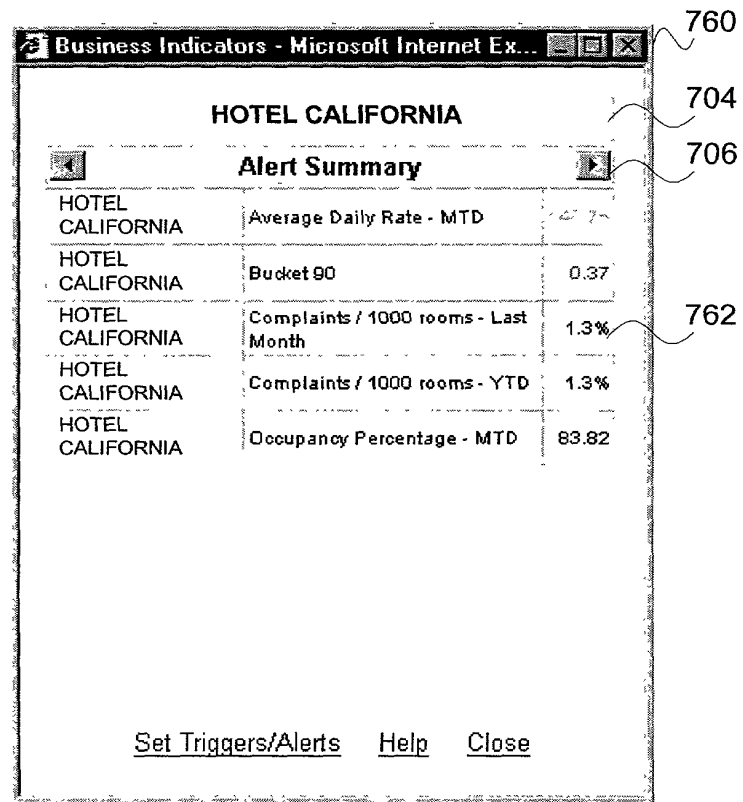 Business Indicators - Microsoft Internet Ex...
760
HOTEL CALIFORNIA
704
Alert Summary
706
HOTEL
CALIFORNIA
Average Daily Rate - MTD
HOTEL
CALIFORNIA
Bucket 90
0.37
HOTEL
CALIFORNIA
Complaints / 1000 rooms - Last
Month
1.3%
762
HOTEL
CALIFORNIA
Complaints / 1000 rooms - YTD
1.3%
HOTEL
CALIFORNIA
Occupancy Percentage - MTD
83.82
Set Triggers/Alerts Help Close